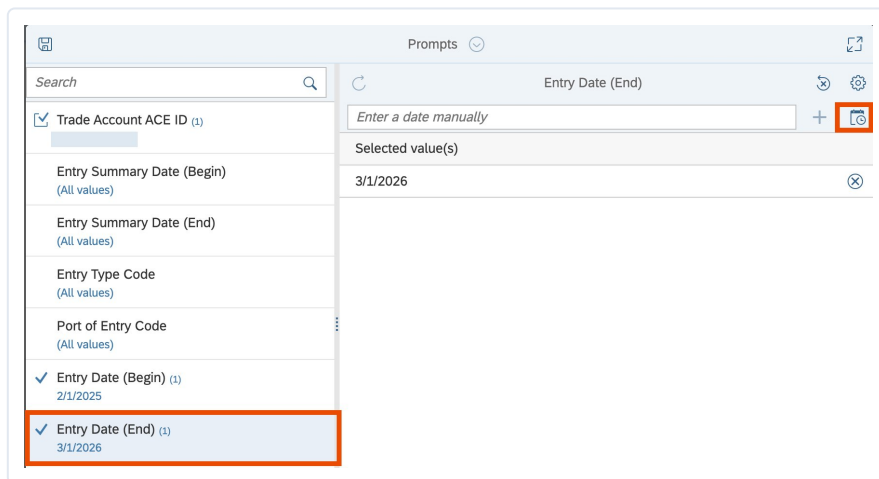 Prompts
Search
Trade Account ACE ID (1)
Entry Summary Date (Begin)
(All values)
Entry Summary Date (End)
(All values)
Entry Type Code
(All values)
Port of Entry Code
(All values)
Entry Date (Begin) (1)
2/1/2025
Entry Date (End) (1)
3/1/2026
Entry Date (End)
Enter a date manually
Selected value(s)
3/1/2026